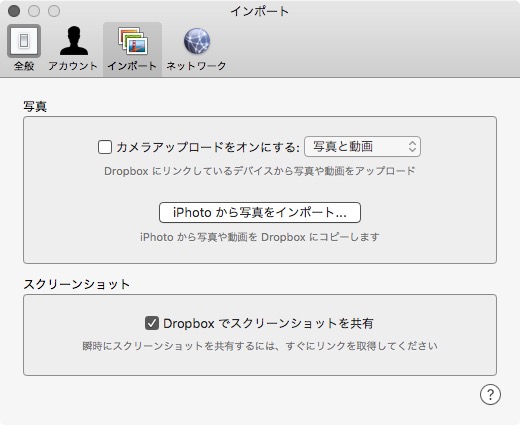 インポート
全般 アカウント インポート ネットワーク
写真
カメラアップロードをオンにする: 写真と動画
Dropbox にリンクしているデバイスから写真や動画をアップロード
iPhoto から写真をインポート...
iPhoto から写真や動画を Dropbox にコピーします
スクリーンショット
Dropbox でスクリーンショットを共有
瞬時にスクリーンショットを共有するには、すぐにリンクを取得してください
?